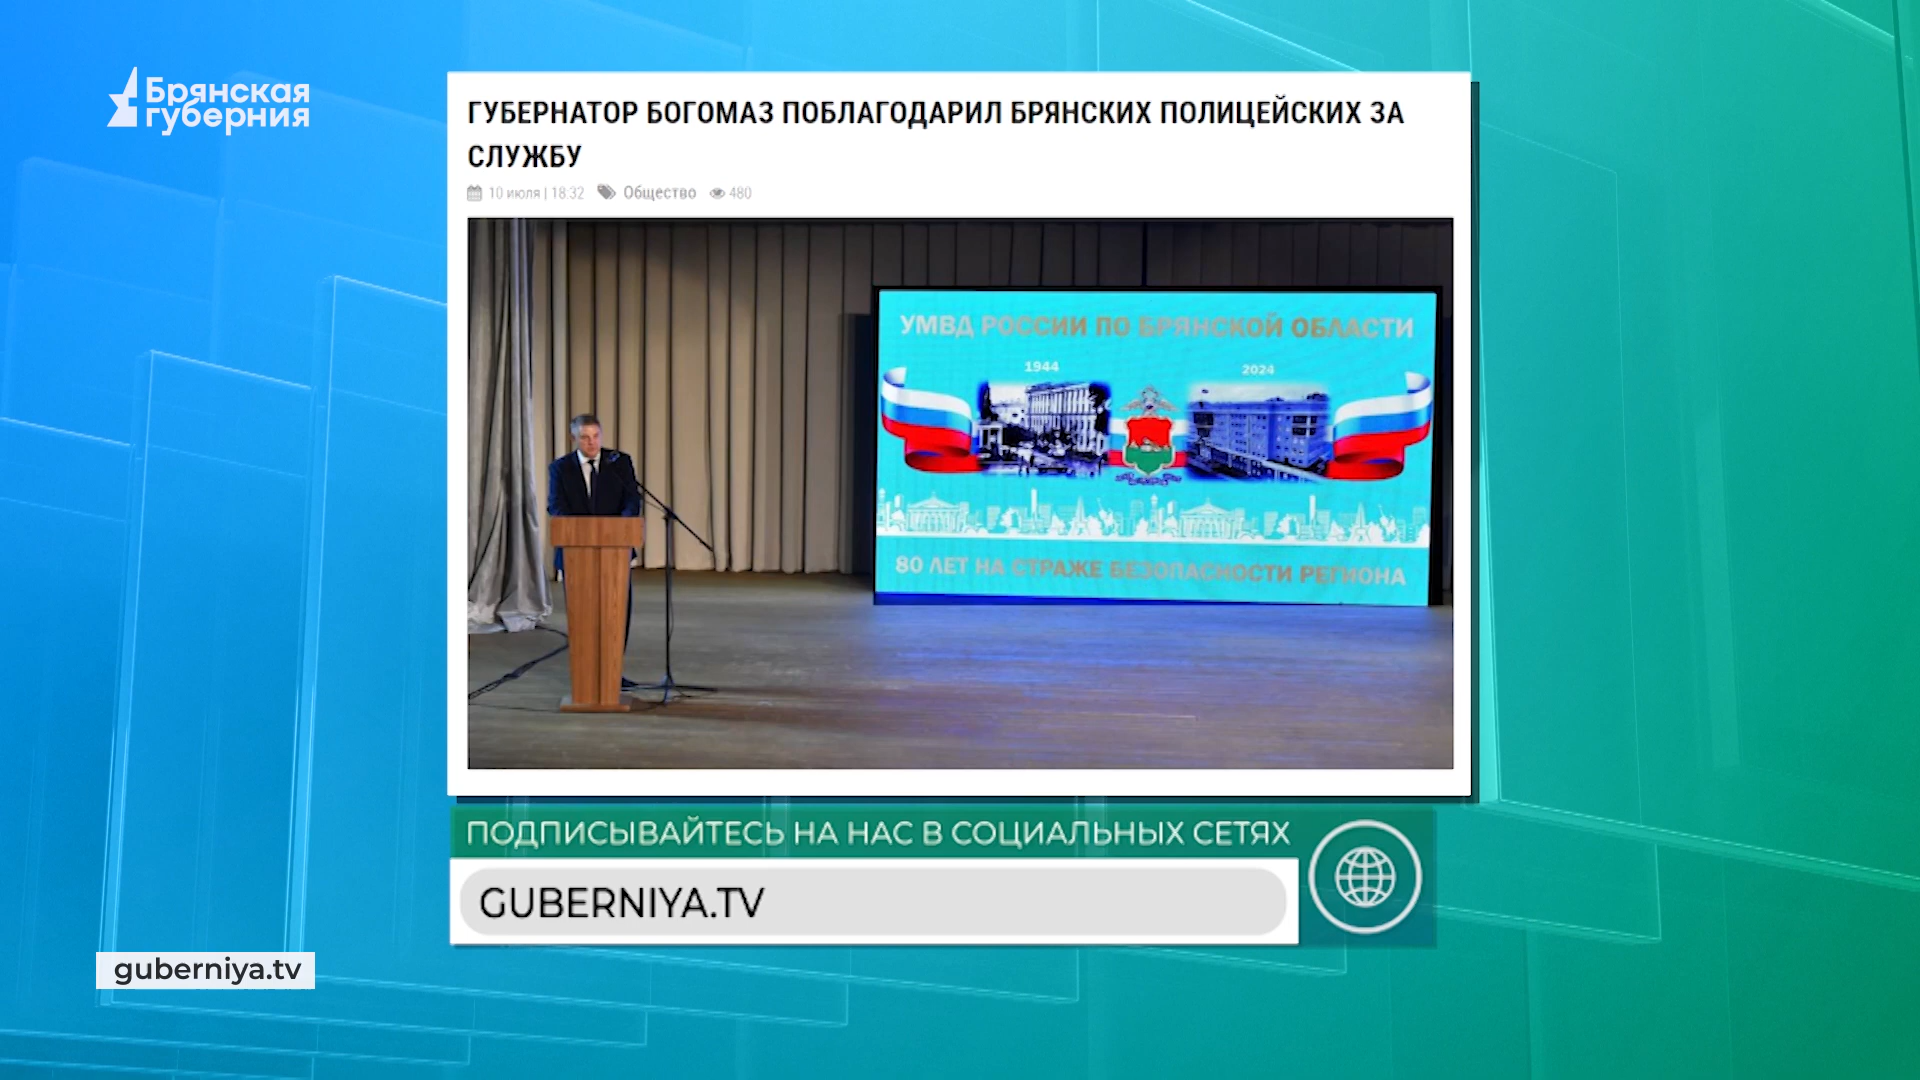 Брянская
губерния
ГУБЕРНАТОР БОГОМАЗ ПОБЛАГОДАРИЛ БРЯНСКИХ ПОЛИЦЕЙСКИХ ЗА
СЛУЖБУ
10 июля | 18:32 Общество 480
УМВД РОССИИ ПО БРЯНСКОЙ ОБЛАСТИ
1944 2024
80 ЛЕТ НА СТРАЖЕ БЕЗОПАСНОСТИ РЕГИОНА
ПОДПИСЫВАЙТЕСЬ НА НАС В СОЦИАЛЬНЫХ СЕТЯХ
GUBERNIYA.TV
guberniya.tv